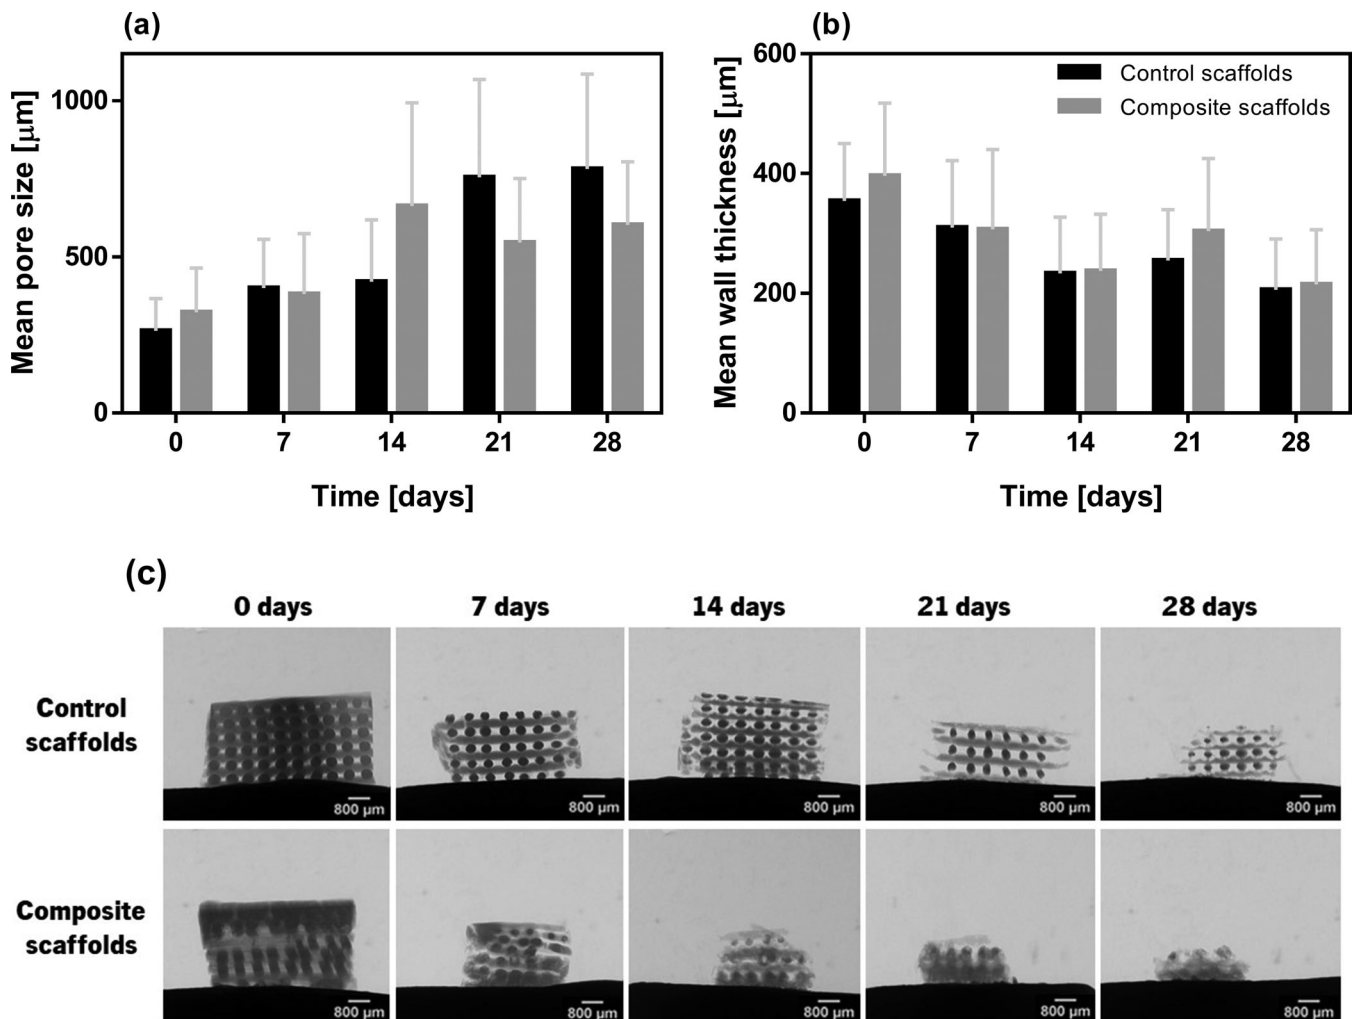 (a)
Mean pore size [μm]
1000
500
0
0 7 14 21 28
Time [days]
(b)
Mean wall thickness [μm]
600
400
200
0
Control scaffolds
Composite scaffolds
0 7 14 21 28
Time [days]
(c)
0 days 7 days 14 days 21 days 28 days
Control
scaffolds
800 μm 800 μm 800 μm 800 μm 800 μm
Composite
scaffolds
800 μm 800 μm 800 μm 800 μm 800 μm